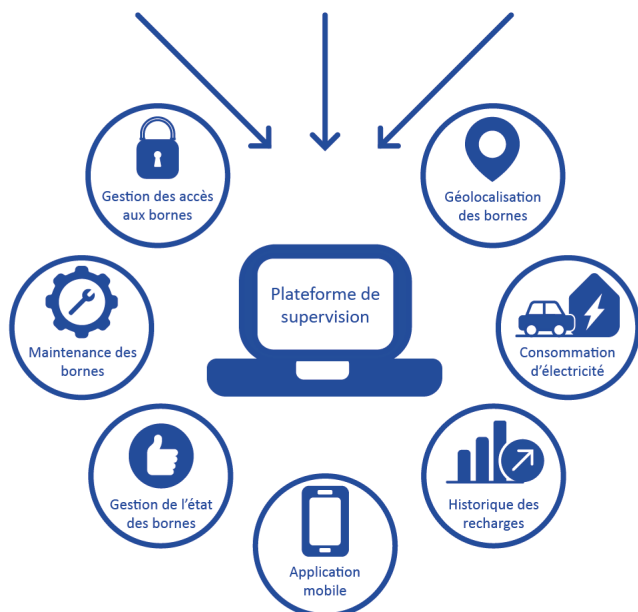 Gestion des accès
aux bornes
Géolocalisation
des bornes
Plateforme de
supervision
Maintenance des
bornes
Consommation
d’électricité
Gestion de l’état
des bornes
Historique des
recharges
Application
mobile